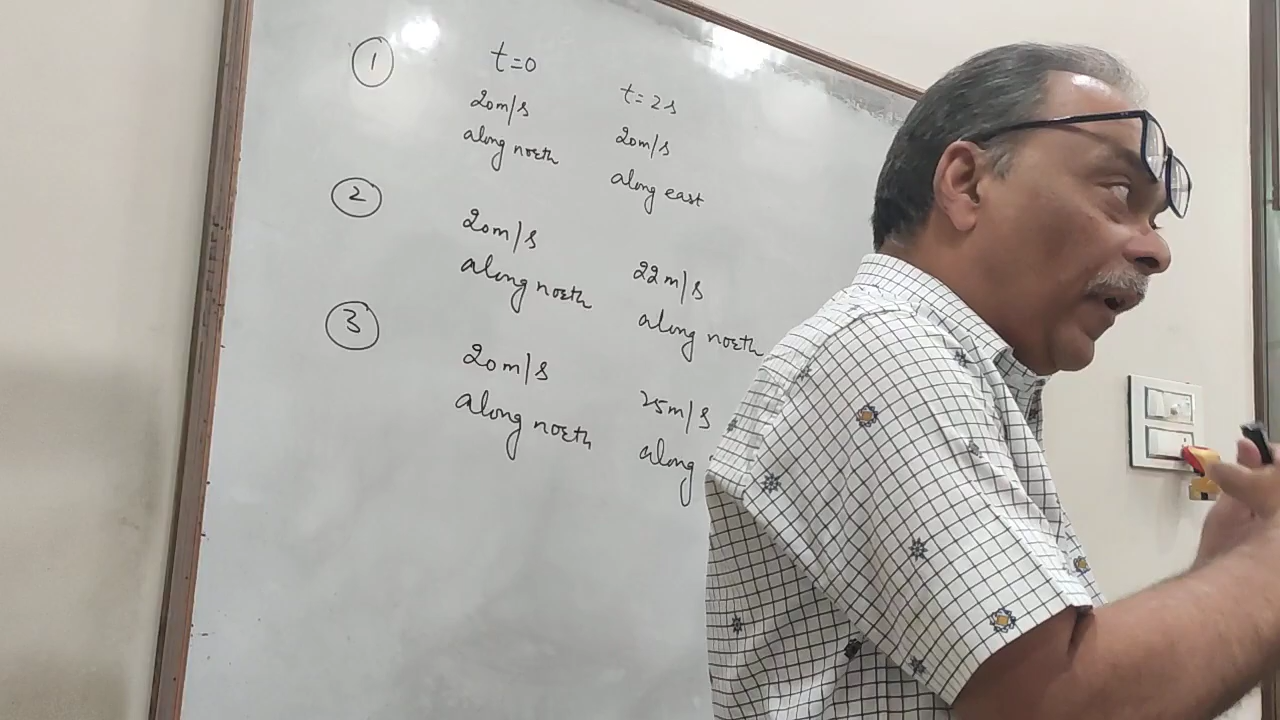 1
t=0
20m/s
along north
t=2s
20m/s
along east
2
20m/s
along north
22m/s
along north
3
20m/s
along north
25m/s
along